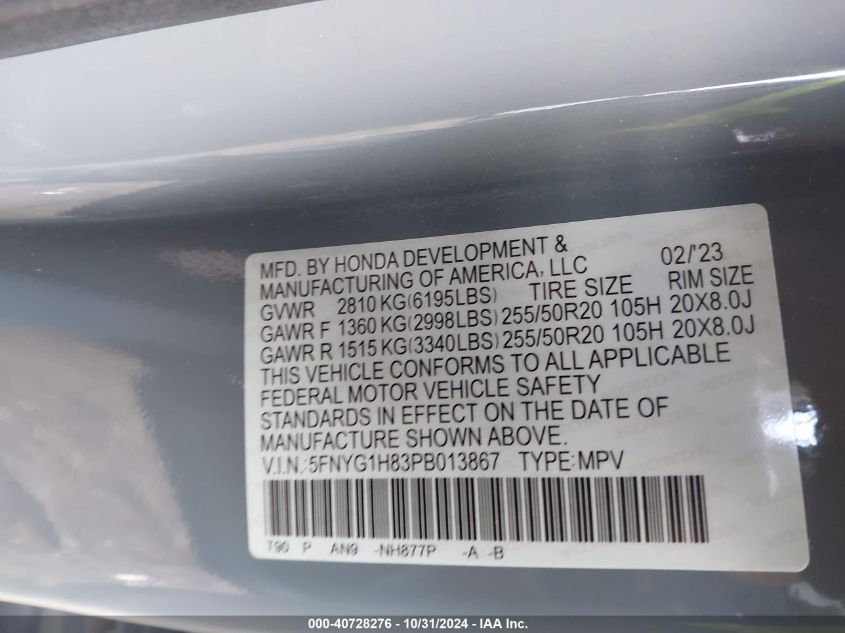 MFD. BY HONDA DEVELOPMENT & 02/'23
MANUFACTURING OF AMERICA, LLC
GVWR 2810 KG(6195LBS) TIRE SIZE RIM SIZE
GAWR F 1360 KG(2998LBS) 255/50R20 105H 20X8.0J
GAWR R 1515 KG(3340LBS) 255/50R20 105H 20X8.0J
THIS VEHICLE CONFORMS TO ALL APPLICABLE
FEDERAL MOTOR VEHICLE SAFETY
STANDARDS IN EFFECT ON THE DATE OF
MANUFACTURE SHOWN ABOVE.
V.I.N.:5FNYG1H83PB013867 TYPE:MPV
T90 P AN9 -NH877P -A -B
000-40728276 - 10/31/2024 - IAA Inc.